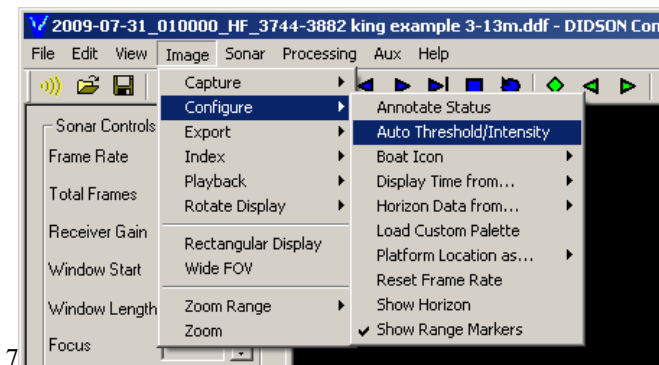 2009-07-31_010000_HF_3744-3882 king example 3-13m.ddf - DIDSON Con
File Edit View Image Sonar Processing Aux Help
Sonar Controls
Frame Rate
Total Frames
Receiver Gain
Window Start
Window Length
Focus
Capture
Configure
Export
Index
Playback
Rotate Display
Rectangular Display
Wide FOV
Zoom Range
Zoom
Annotate Status
Auto Threshold/Intensity
Boat Icon
Display Time from...
Horizon Data from...
Load Custom Palette
Platform Location as...
Reset Frame Rate
Show Horizon
Show Range Markers
7